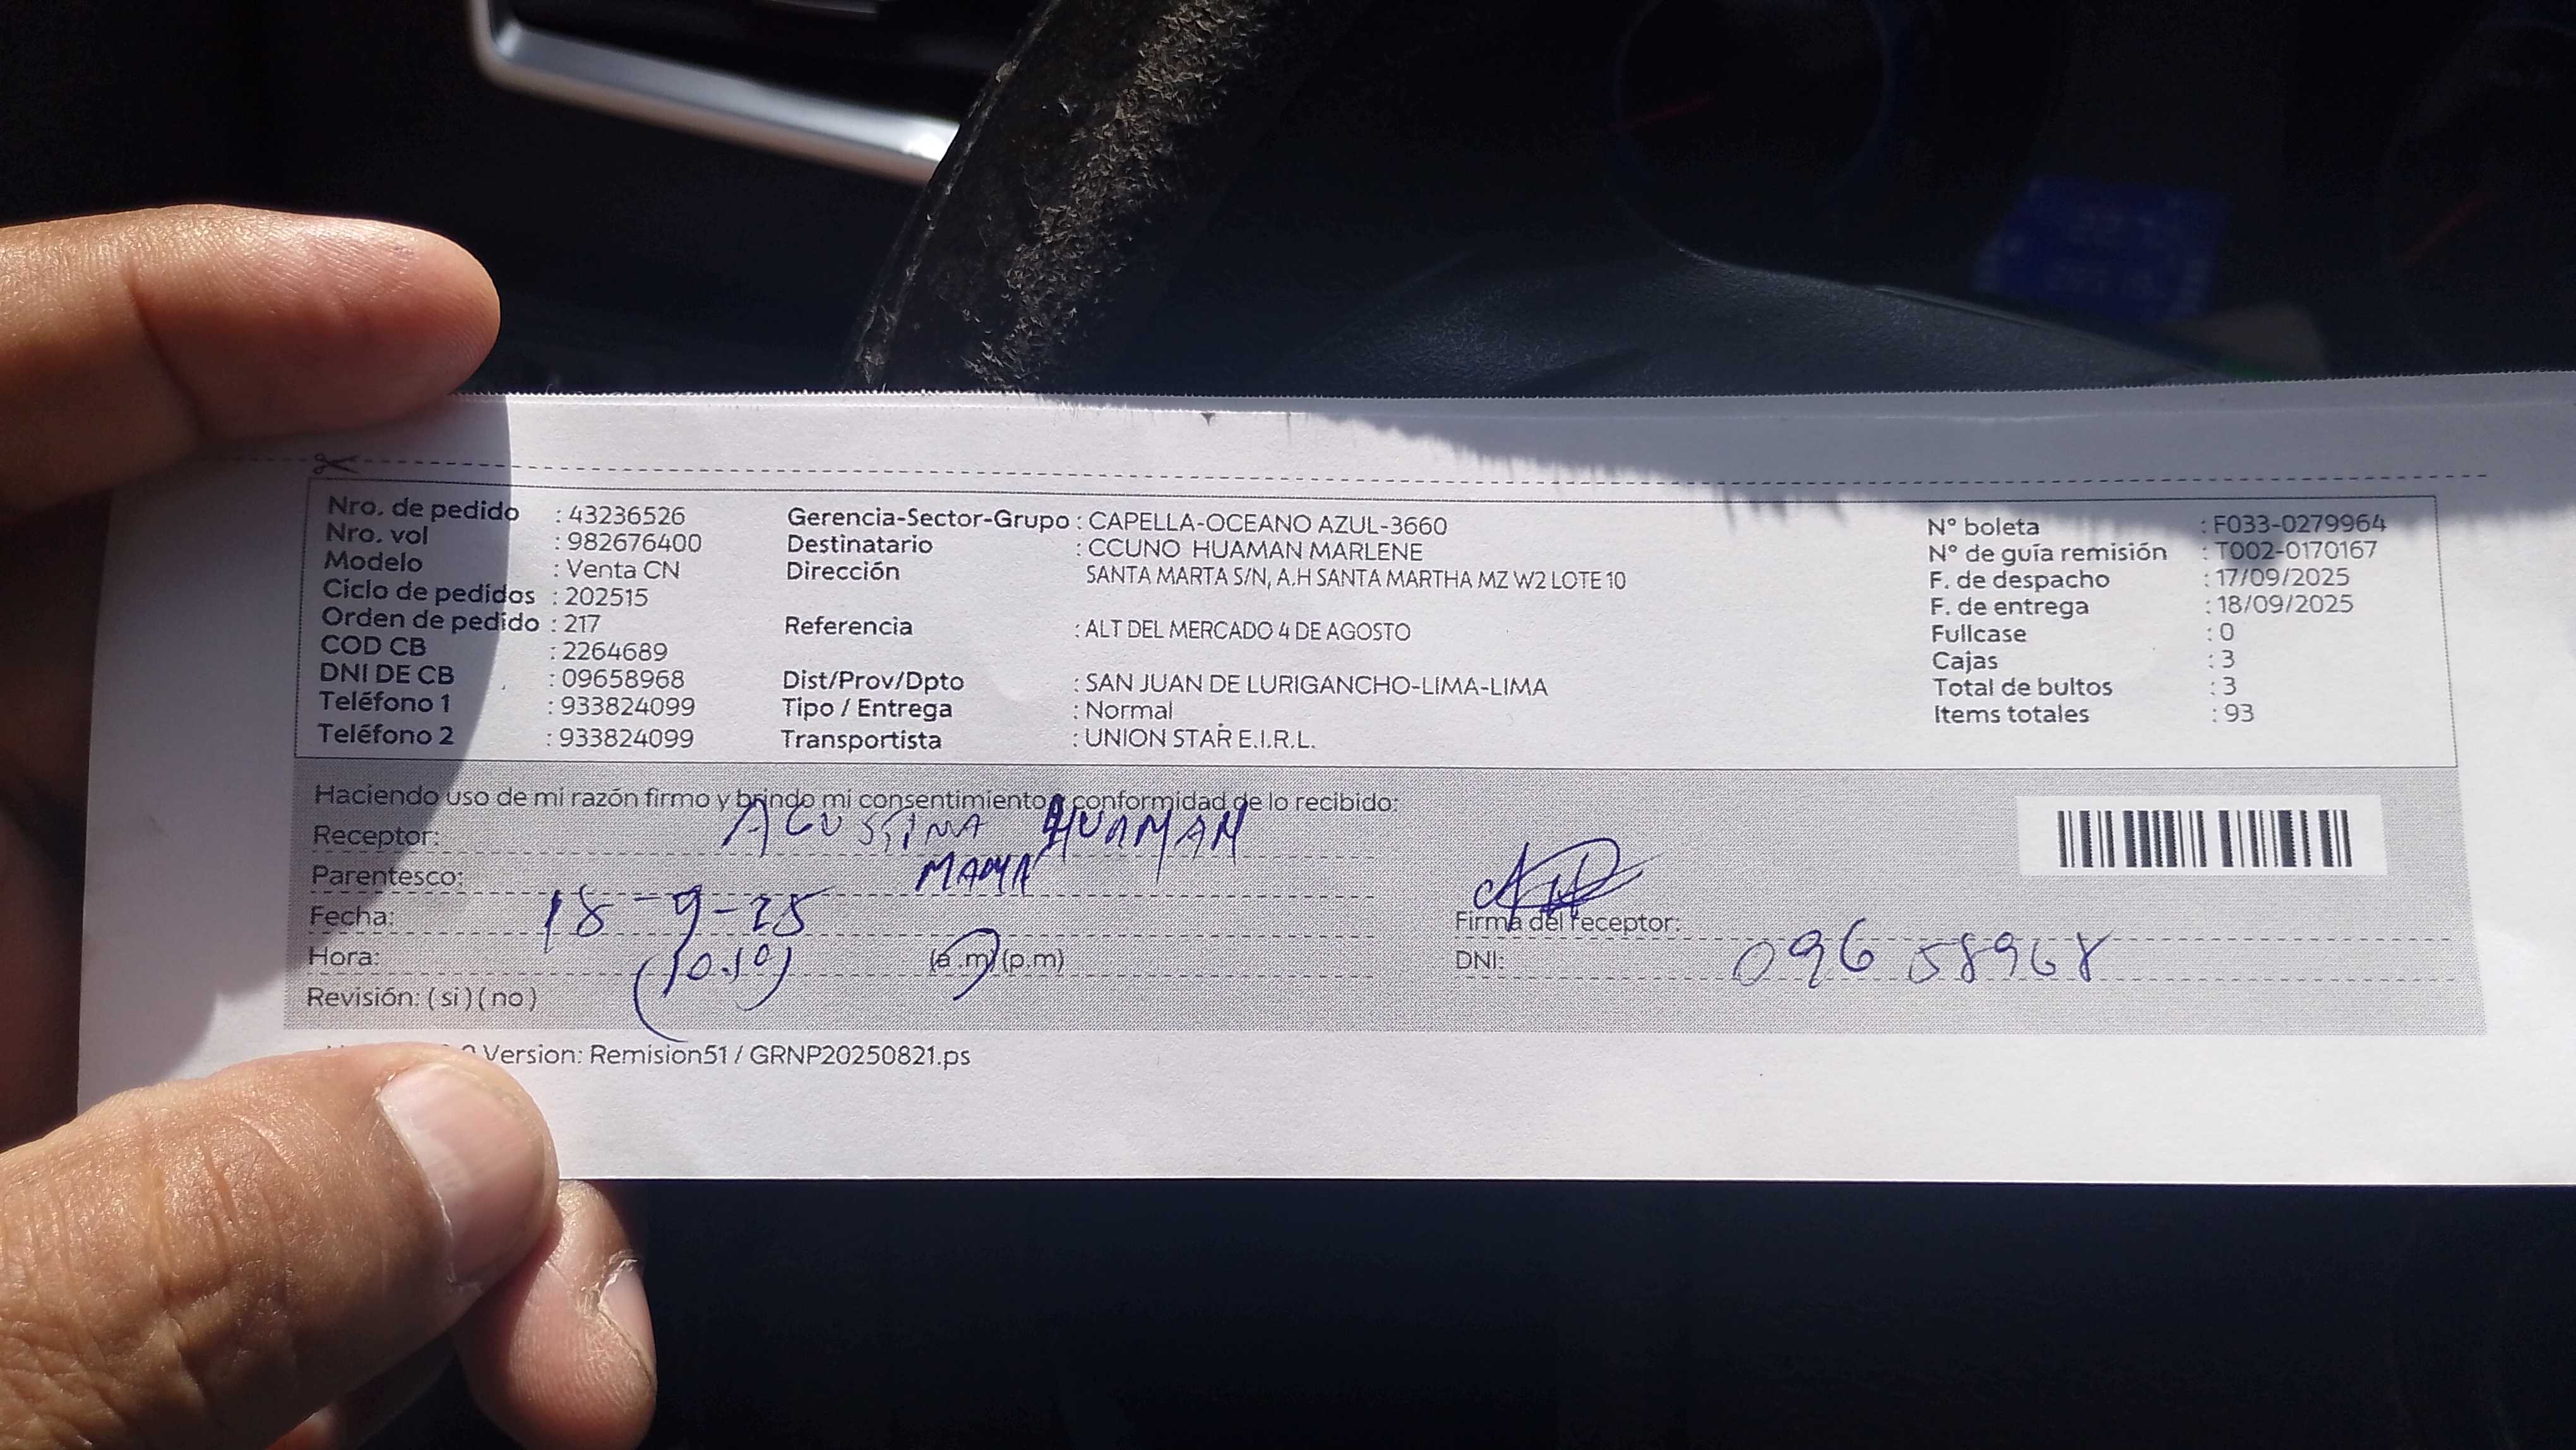 Nro. de pedido : 43236526
Nro. vol : 982676400
Modelo : Venta CN
Ciclo de pedidos : 202515
Orden de pedido : 217
COD CB : 2264689
DNI DE CB : 09658968
Teléfono 1 : 933824099
Teléfono 2 : 933824099
Gerencia-Sector-Grupo : CAPELLA-OCEANO AZUL-3660
Destinatario : CCUNO HUAMAN MARLENE
Dirección SANTA MARTA S/N, A.H SANTA MARTHA MZ W2 LOTE 10
Referencia : ALT DEL MERCADO 4 DE AGOSTO
Dist/Prov/Dpto : SAN JUAN DE LURIGANCHO-LIMA-LIMA
Tipo / Entrega : Normal
Transportista : UNION STAR E.I.R.L.
N° boleta : F033-0279964
N° de guía remisión : T002-0170167
F. de despacho : 17/09/2025
F. de entrega : 18/09/2025
Fullcase : 0
Cajas : 3
Total de bultos : 3
Items totales : 93
Haciendo uso de mi razón firmo y brindo mi consentimiento conformidad de lo recibido:
Receptor: AGUSTINA HUAMAN
Parentesco: MAMA
Fecha: 18-9-25
Hora: (10.10) (a.m) (p.m)
Revisión: (si) (no)
Firma del receptor:
DNI: 096 58968
Version: Remision51 / GRNP20250821.ps